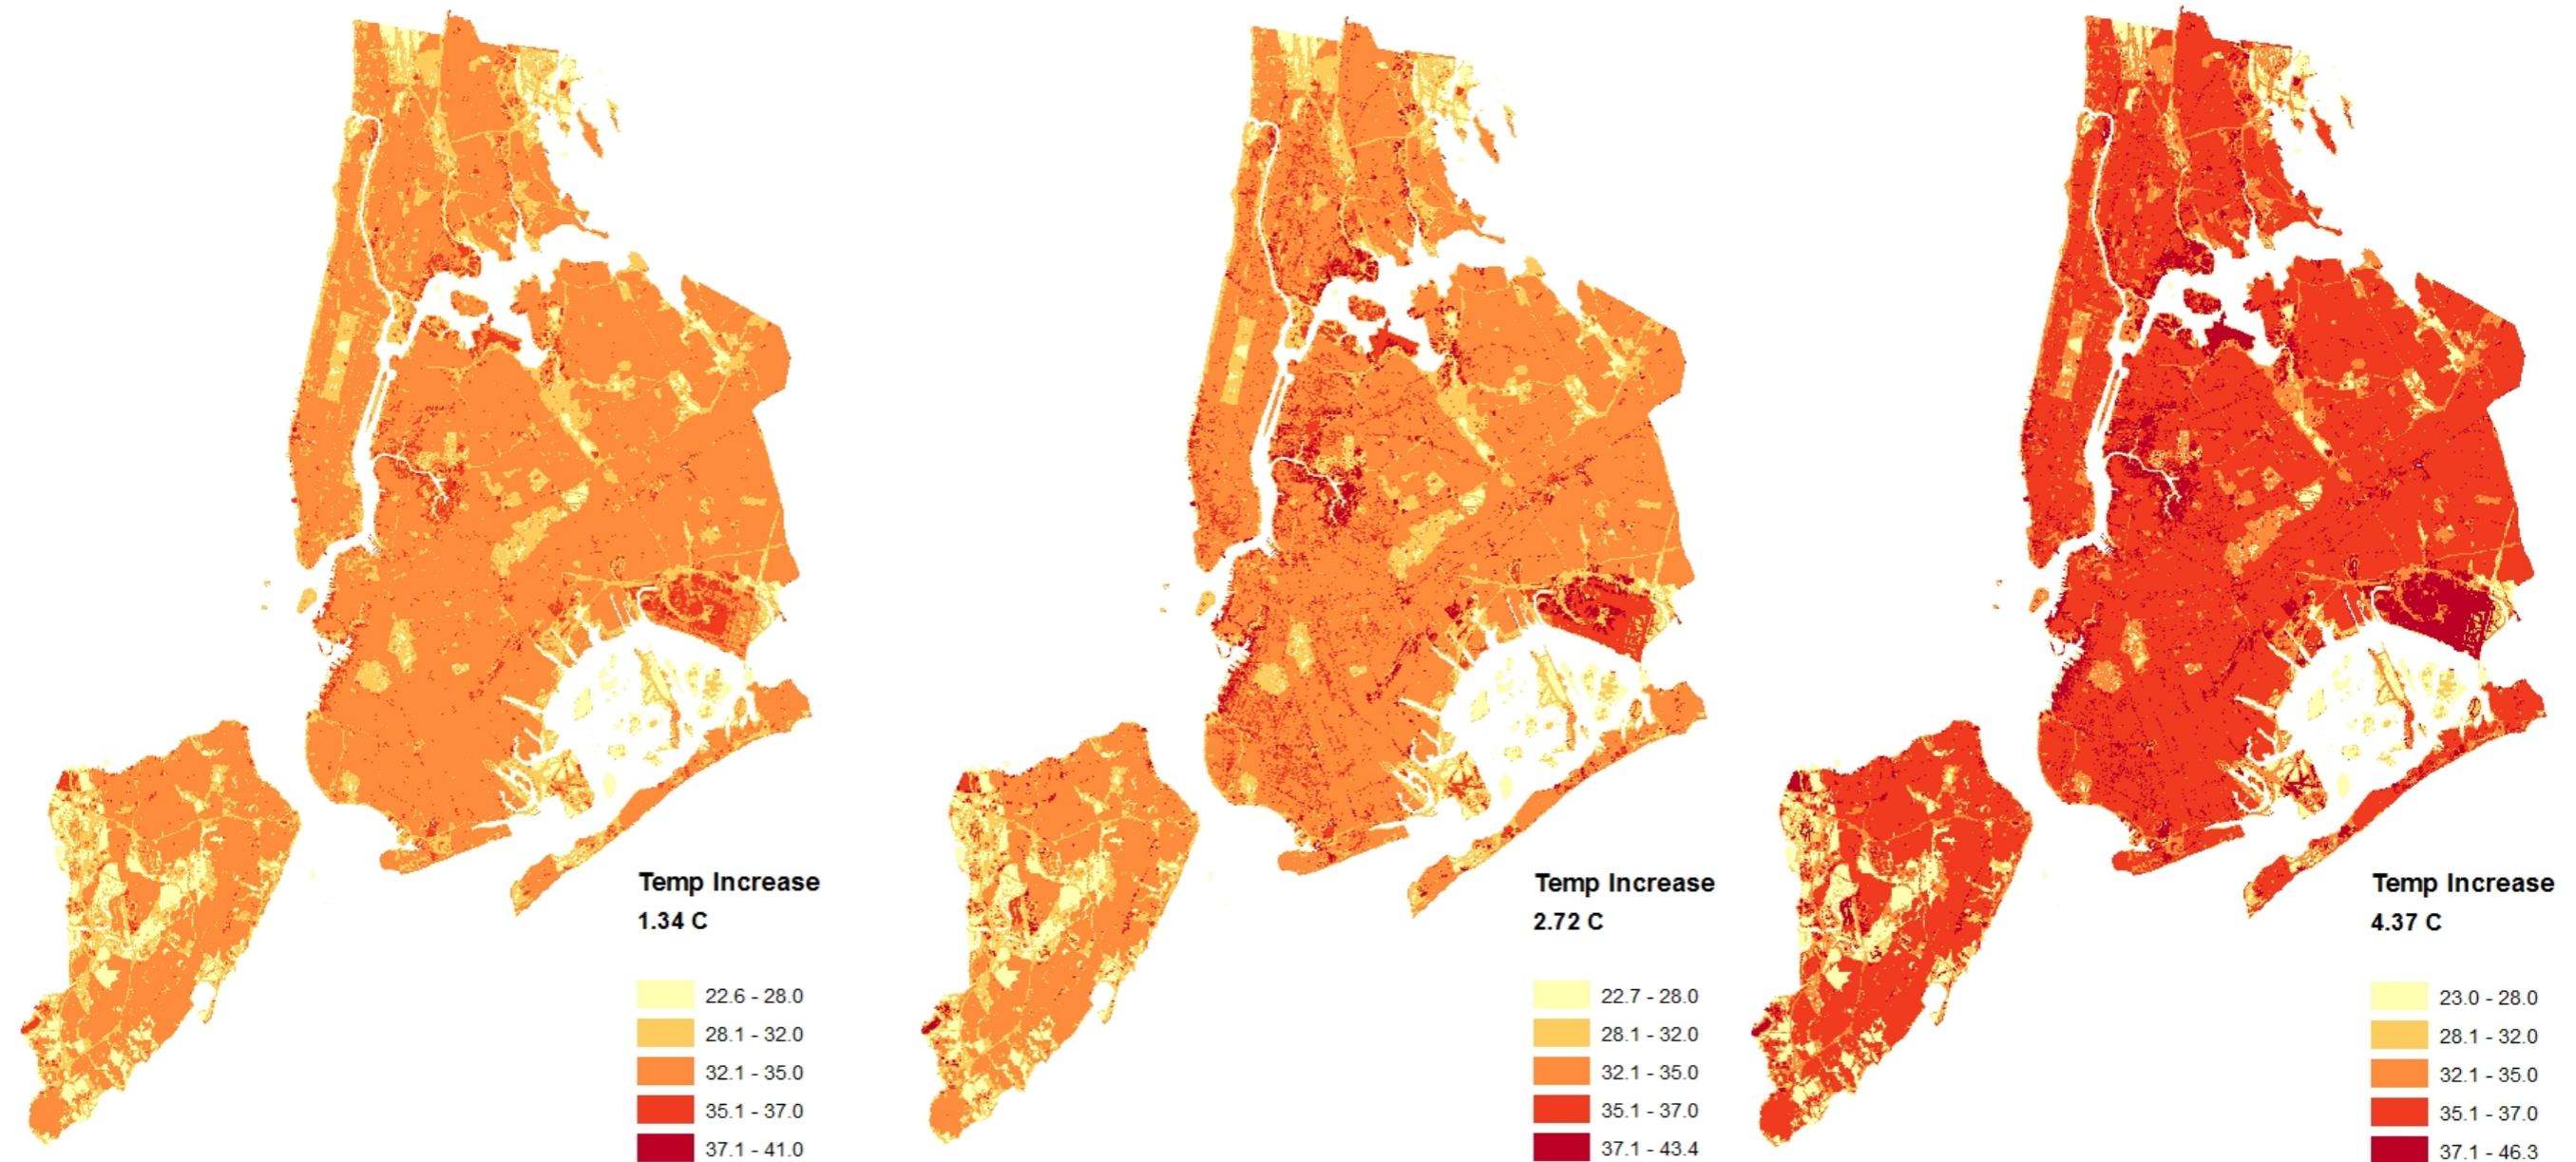 Temp Increase
1.34 C
22.6 - 28.0
28.1 - 32.0
32.1 - 35.0
35.1 - 37.0
37.1 - 41.0
Temp Increase
2.72 C
22.7 - 28.0
28.1 - 32.0
32.1 - 35.0
35.1 - 37.0
37.1 - 43.4
Temp Increase
4.37 C
23.0 - 28.0
28.1 - 32.0
32.1 - 35.0
35.1 - 37.0
37.1 - 46.3